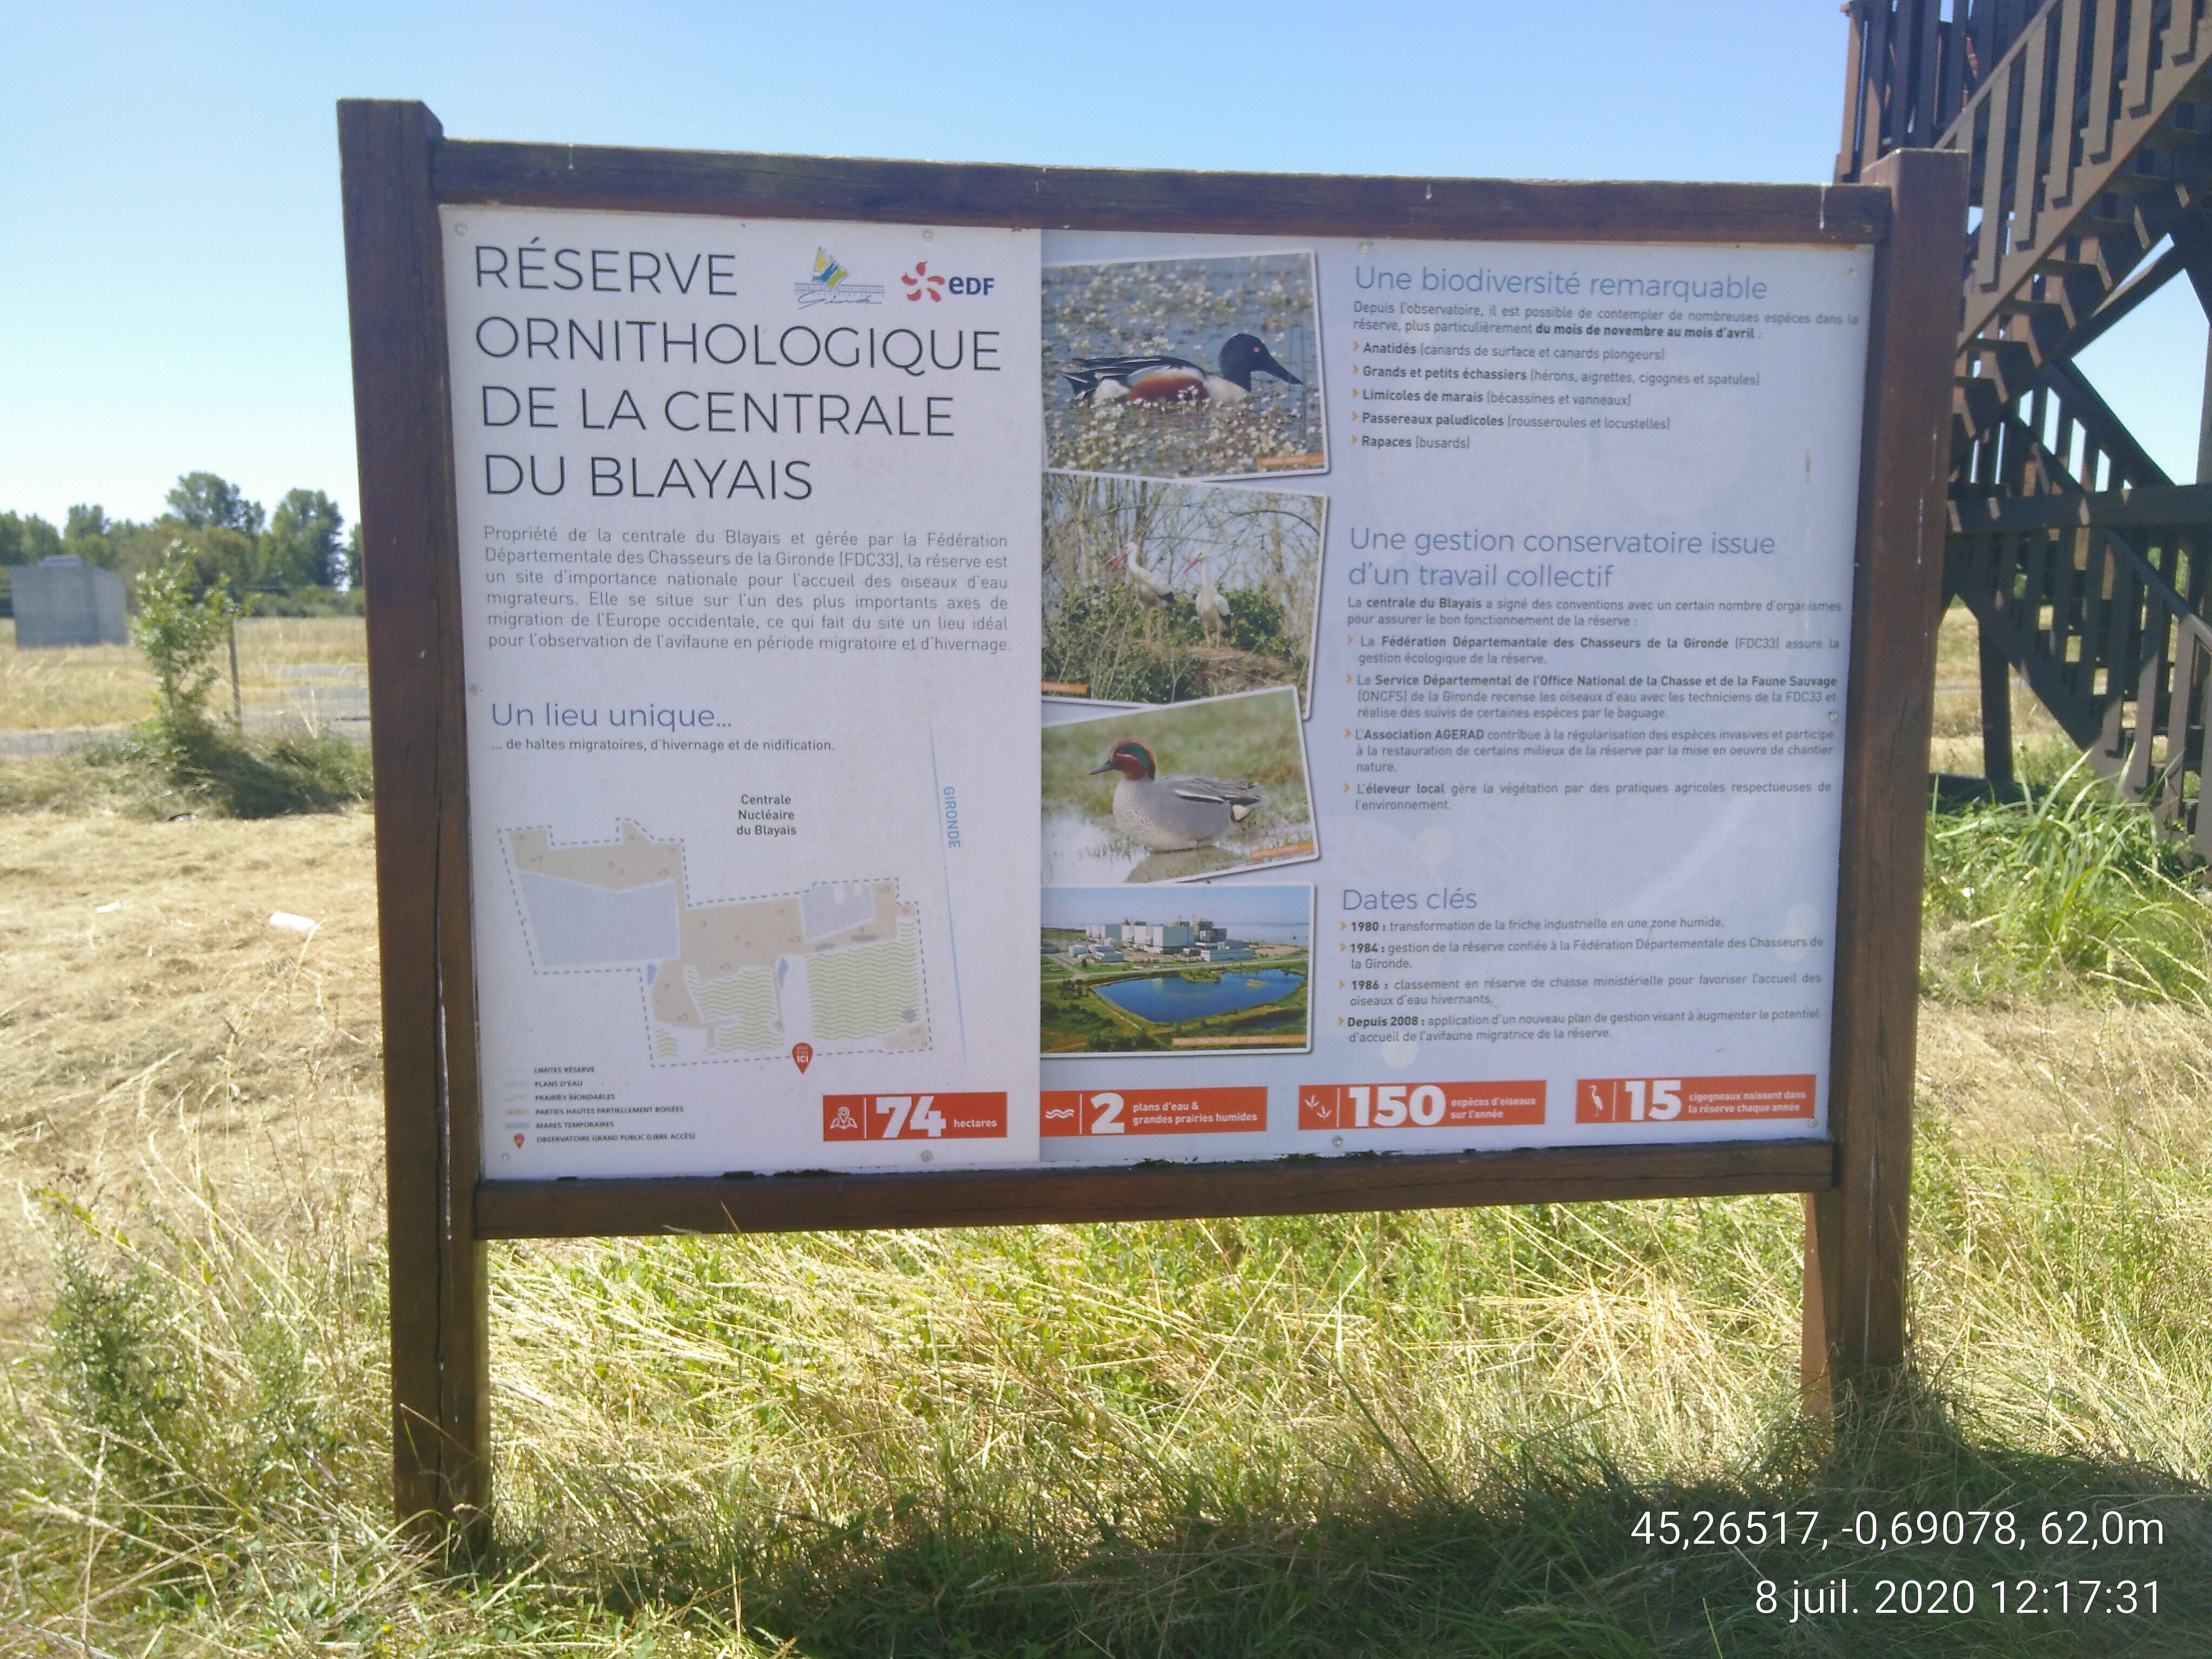 RÉSERVE
ORNITHOLOGIQUE
DE LA CENTRALE
DU BLAYAIS
Gironde
eDF
Propriété de la centrale du Blayais et gérée par la Fédération
Départementale des Chasseurs de la Gironde (FDC33), la réserve est
un site d'importance nationale pour l'accueil des oiseaux d'eau
migrateurs. Elle se situe sur l'un des plus importants axes de
migration de l'Europe occidentale, ce qui fait du site un lieu idéal
pour l'observation de l'avifaune en période migratoire et d'hivernage.
Un lieu unique...
... de haltes migratoires, d'hivernage et de nidification.
Centrale
Nucléaire
du Blayais
GIRONDE
ICI
LIMITES RÉSERVE
PLANS D'EAU
PRAIRIES INONDABLES
PARTIES HAUTES PARTIELLEMENT BOISÉES
MARES TEMPORAIRES
OBSERVATOIRE GRAND PUBLIC (LIBRE ACCÈS)
74 hectares
Une biodiversité remarquable
Depuis l'observatoire, il est possible de contempler de nombreuses espèces dans la
réserve, plus particulièrement du mois de novembre au mois d'avril :
Anatidés (canards de surface et canards plongeurs)
Grands et petits échassiers (hérons, aigrettes, cigognes et spatules)
Limicoles de marais (bécassines et vanneaux)
Passereaux paludicoles (rousseroules et locustelles)
Rapaces (busards)
Une gestion conservatoire issue
d'un travail collectif
La centrale du Blayais a signé des conventions avec un certain nombre d'organismes
pour assurer le bon fonctionnement de la réserve :
La Fédération Départemantale des Chasseurs de la Gironde (FDC33) assure la
gestion écologique de la réserve.
Le Service Départemental de l'Office National de la Chasse et de la Faune Sauvage
(ONCFS) de la Gironde recense les oiseaux d'eau avec les techniciens de la FDC33 et
réalise des suivis de certaines espèces par le baguage.
L'Association AGERAD contribue à la régularisation des espèces invasives et participe
à la restauration de certains milieux de la réserve par la mise en oeuvre de chantier
nature.
L'éleveur local gère la végétation par des pratiques agricoles respectueuses de
l'environnement.
Dates clés
1980 : transformation de la friche industrielle en une zone humide.
1984 : gestion de la réserve confiée à la Fédération Départementale des Chasseurs de
la Gironde.
1986 : classement en réserve de chasse ministérielle pour favoriser l'accueil des
oiseaux d'eau hivernants.
Depuis 2008 : application d'un nouveau plan de gestion visant à augmenter le potentiel
d'accueil de l'avifaune migratrice de la réserve.
2 plans d'eau &
grandes prairies humides
150 espèces d'oiseaux
sur l'année
15 cigogneaux naissent dans
la réserve chaque année
45,26517, -0,69078, 62,0m
8 juil. 2020 12:17:31